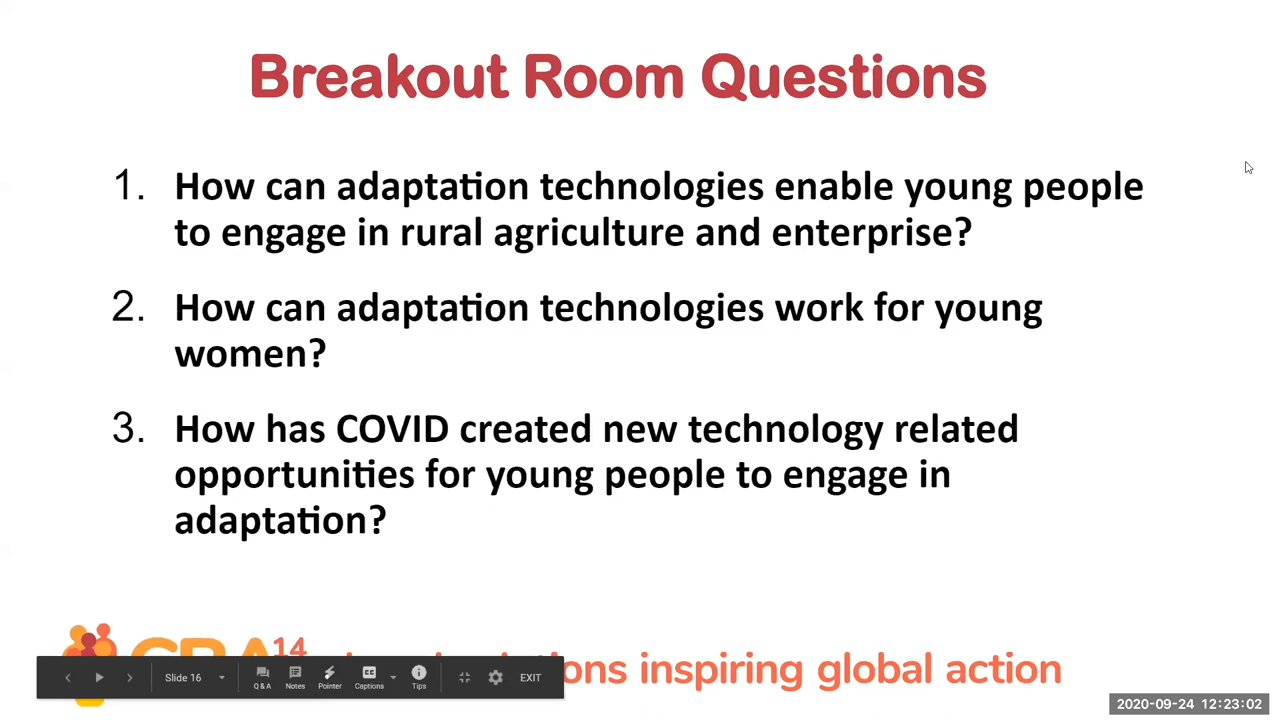 Breakout Room Questions
1. How can adaptation technologies enable young people
to engage in rural agriculture and enterprise?
2. How can adaptation technologies work for young
women?
3. How has COVID created new technology related
opportunities for young people to engage in
adaptation?
14
inspiring global action
Slide 16
Q & A
Notes
Pointer
CC
Captions
Tips
EXIT
2020-09-24 12:23:02